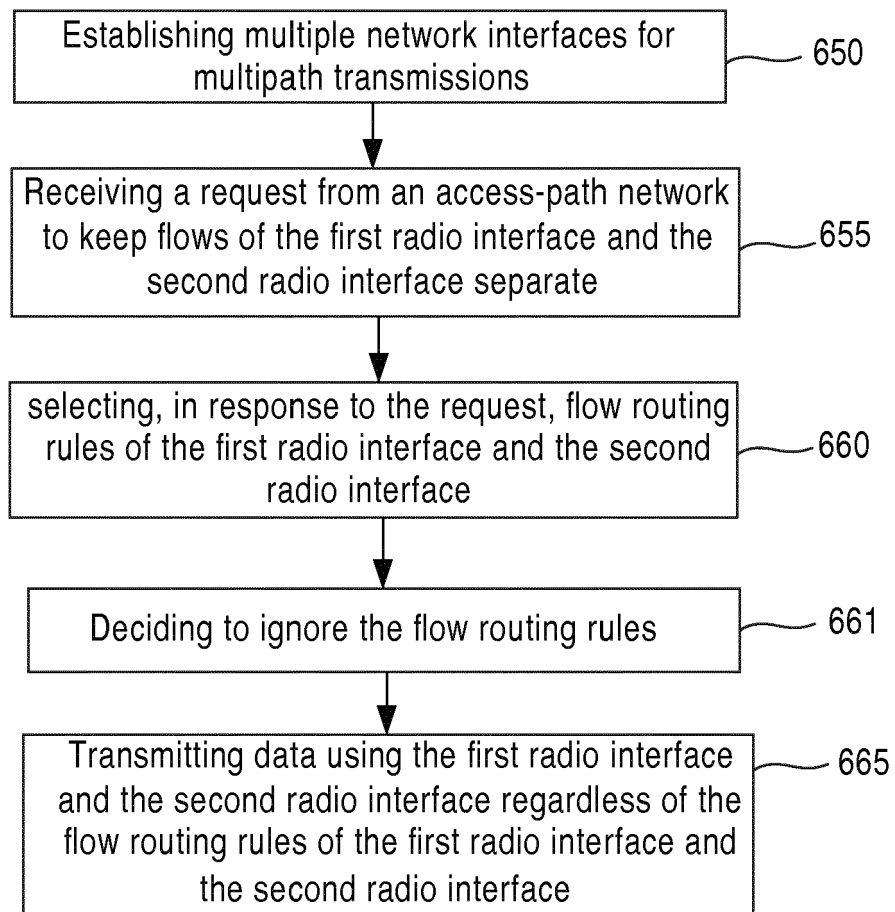 Establishing multiple network interfaces for
multipath transmissions
650
Receiving a request from an access-path network
to keep flows of the first radio interface and the
second radio interface separate
655
selecting, in response to the request, flow routing
rules of the first radio interface and the second
radio interface
660
Deciding to ignore the flow routing rules
661
Transmitting data using the first radio interface
and the second radio interface regardless of the
flow routing rules of the first radio interface and
the second radio interface
665